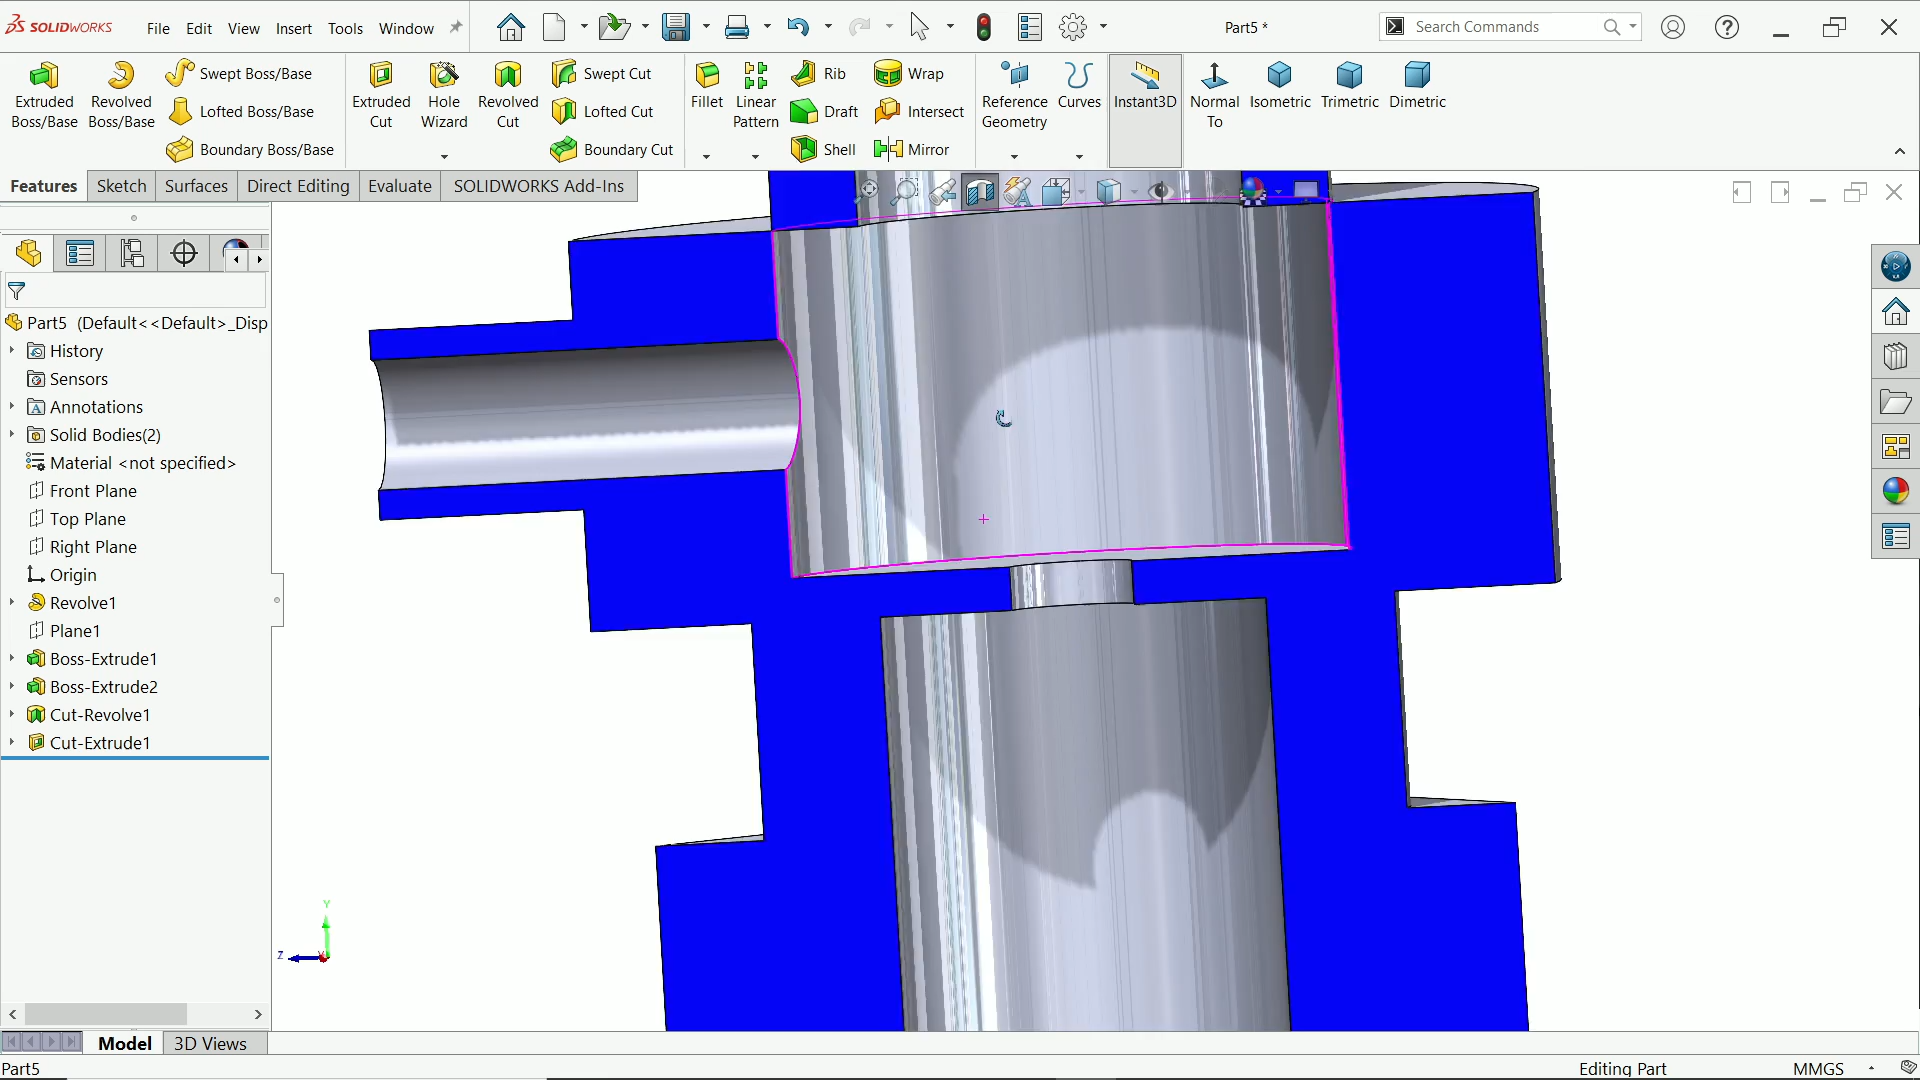 SOLIDWORKS File Edit View Insert Tools Window Part5 * Search Commands
Extruded Boss/Base
Revolved Boss/Base
Swept Boss/Base
Lofted Boss/Base
Boundary Boss/Base
Extruded Cut
Hole Wizard
Revolved Cut
Swept Cut
Lofted Cut
Boundary Cut
Fillet
Linear Pattern
Rib
Draft
Shell
Wrap
Intersect
Mirror
Reference Geometry
Curves
Instant3D
Normal To
Isometric
Trimetric
Dimetric
Features Sketch Surfaces Direct Editing Evaluate SOLIDWORKS Add-Ins
Part5 (Default<<Default>_Disp
History
Sensors
Annotations
Solid Bodies(2)
Material <not specified>
Front Plane
Top Plane
Right Plane
Origin
Revolve1
Plane1
Boss-Extrude1
Boss-Extrude2
Cut-Revolve1
Cut-Extrude1
Y
Z
Model 3D Views
Part5 Editing Part MMGS